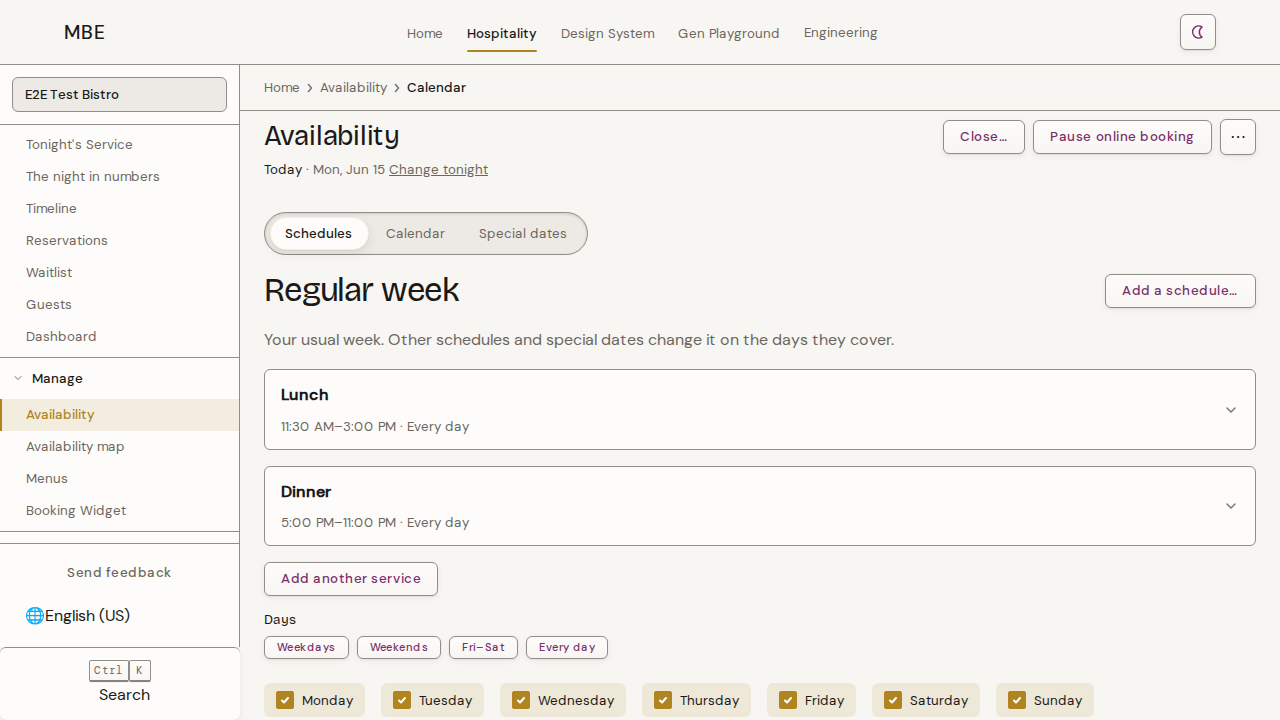 MBE
Home
Hospitality
Design System
Gen Playground
Engineering
E2E Test Bistro
Tonight's Service
The night in numbers
Timeline
Reservations
Waitlist
Guests
Dashboard
Manage
Availability
Availability map
Menus
Booking Widget
Send feedback
English (US)
Ctrl K
Search
Home > Availability > Calendar
Availability
Today · Mon, Jun 15 Change tonight
Close…
Pause online booking
Schedules
Calendar
Special dates
Regular week
Add a schedule…
Your usual week. Other schedules and special dates change it on the days they cover.
Lunch
11:30 AM–3:00 PM · Every day
Dinner
5:00 PM–11:00 PM · Every day
Add another service
Days
Weekdays
Weekends
Fri–Sat
Every day
Monday
Tuesday
Wednesday
Thursday
Friday
Saturday
Sunday